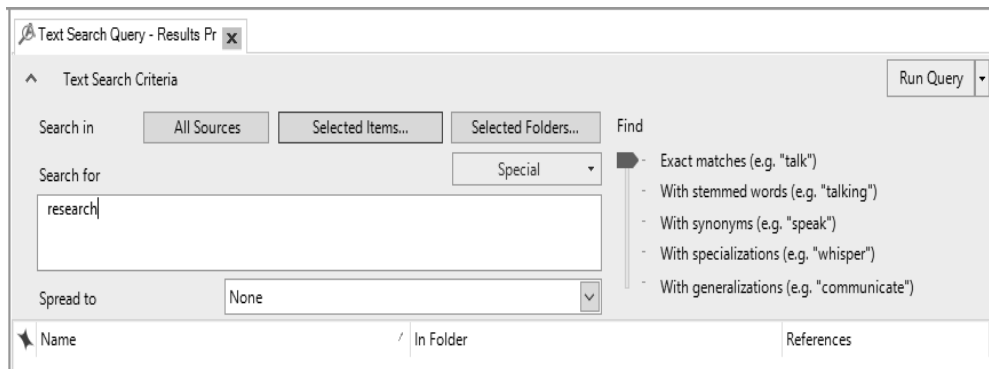 Text Search Query - Results Pr x
Text Search Criteria
Run Query
Search in
All Sources
Selected Items...
Selected Folders...
Find
Special
Search for
research
Exact matches (e.g. "talk")
With stemmed words (e.g. "talking")
With synonyms (e.g. "speak")
With specializations (e.g. "whisper")
With generalizations (e.g. "communicate")
Spread to
None
Name
In Folder
References